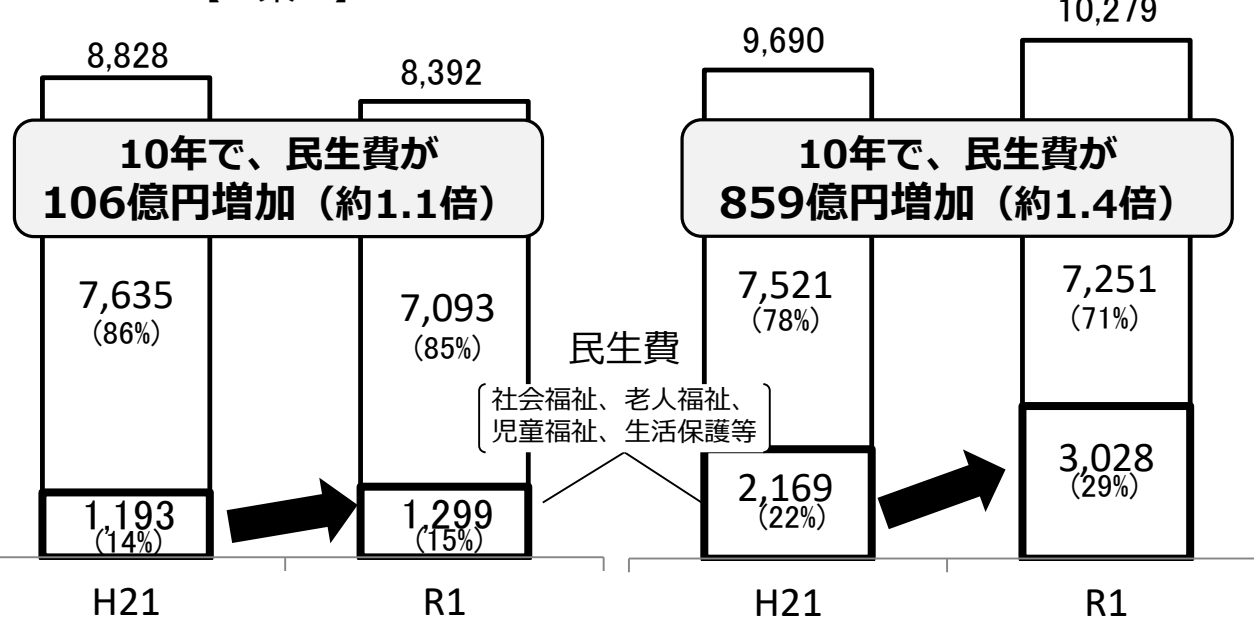 8,828
8,392
10年で、民生費が
106億円増加（約1.1倍）
7,635
(86%)
7,093
(85%)
1,193
(14%)
1,299
(15%)
H21
R1
民生費
社会福祉、老人福祉、
児童福祉、生活保護等
9,690
10,279
10年で、民生費が
859億円増加（約1.4倍）
7,521
(78%)
7,251
(71%)
2,169
(22%)
3,028
(29%)
H21
R1